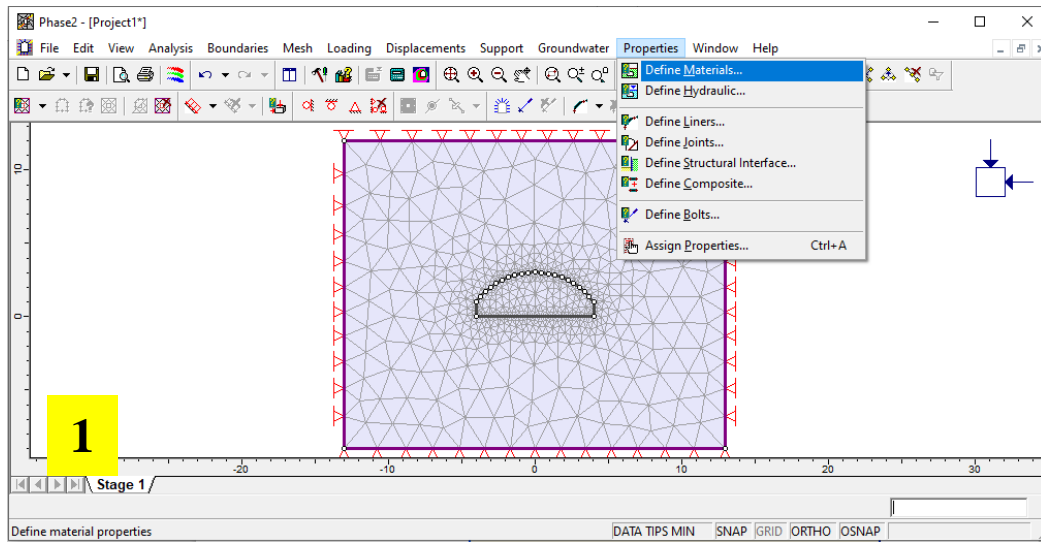 Phase2 - [Project1*]
File Edit View Analysis Boundaries Mesh Loading Displacements Support Groundwater Properties Window Help
Define Materials...
Define Hydraulic...
Define Liners...
Define Joints...
Define Structural Interface...
Define Composite...
Define Bolts...
Assign Properties... Ctrl+A
10
0
1
-20 -10 0 10 20 30
Stage 1
Define material properties DATA TIPS MIN SNAP GRID ORTHO OSNAP